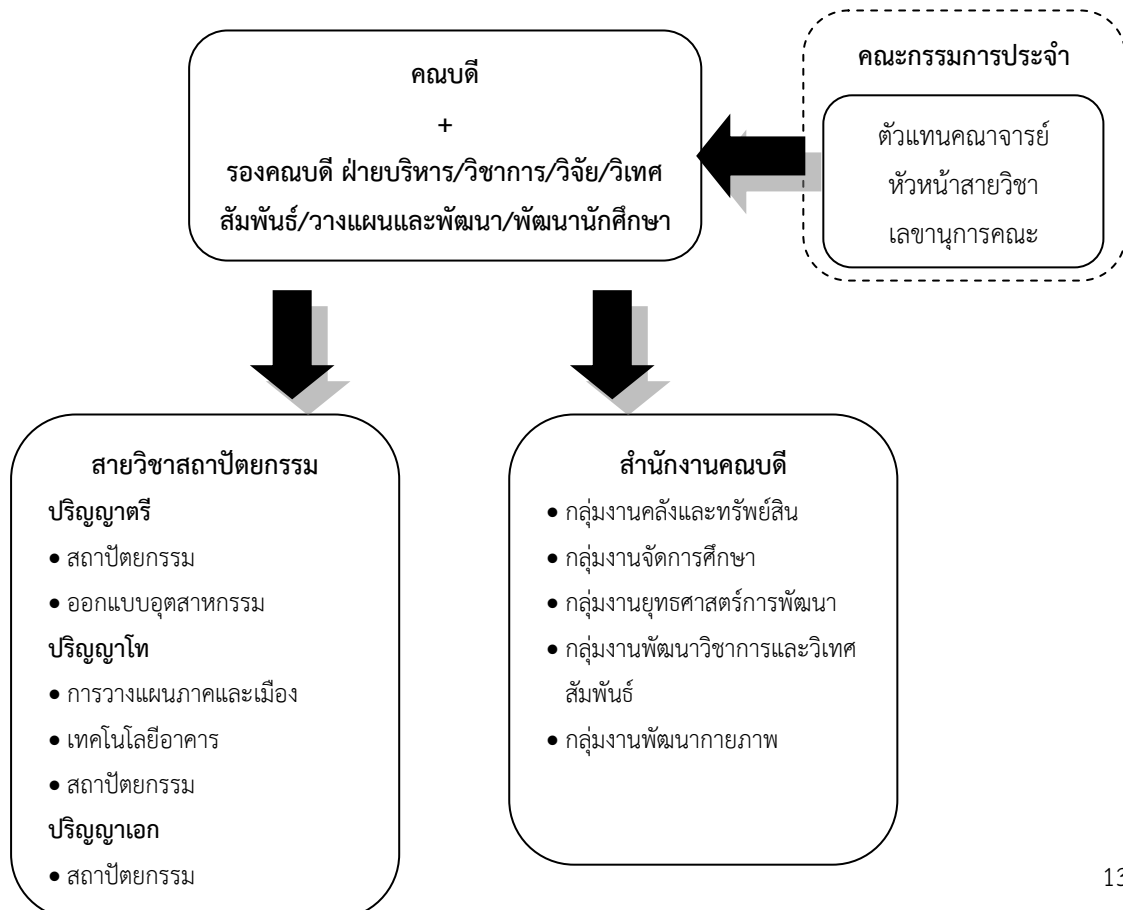 คณบดี
+
รองคณบดี ฝ่ายบริหาร/วิชาการ/วิจัย/วิเทศ
สัมพันธ์/วางแผนและพัฒนา/พัฒนานักศึกษา
คณะกรรมการประจำ
ตัวแทนคณาจารย์
หัวหน้าสายวิชา
เลขานุการคณะ
สายวิชาสถาปัตยกรรม
ปริญญาตรี
• สถาปัตยกรรม
• ออกแบบอุตสาหกรรม
ปริญญาโท
• การวางแผนภาคและเมือง
• เทคโนโลยีอาคาร
• สถาปัตยกรรม
ปริญญาเอก
• สถาปัตยกรรม
สำนักงานคณบดี
• กลุ่มงานคลังและทรัพย์สิน
• กลุ่มงานจัดการศึกษา
• กลุ่มงานยุทธศาสตร์การพัฒนา
• กลุ่มงานพัฒนาวิชาการและวิเทศ
สัมพันธ์
• กลุ่มงานพัฒนากายภาพ
13